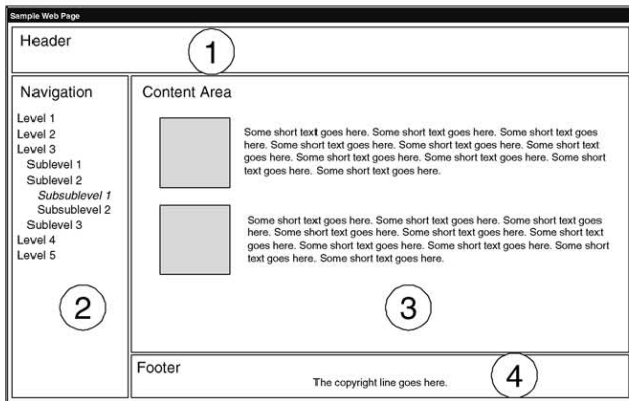 Sample Web Page
Header
1
Navigation
Level 1
Level 2
Level 3
Sublevel 1
Sublevel 2
Subsublevel 1
Subsublevel 2
Sublevel 3
Level 4
Level 5
2
Content Area
Some short text goes here. Some short text goes here. Some short text goes
here. Some short text goes here. Some short text goes here. Some short text
goes here. Some short text goes here. Some short text goes here. Some short
text goes here. Some short text goes here.
Some short text goes here. Some short text goes here. Some short text goes
here. Some short text goes here. Some short text goes here. Some short text
goes here. Some short text goes here. Some short text goes here. Some short
text goes here. Some short text goes here.
3
Footer
The copyright line goes here.
4